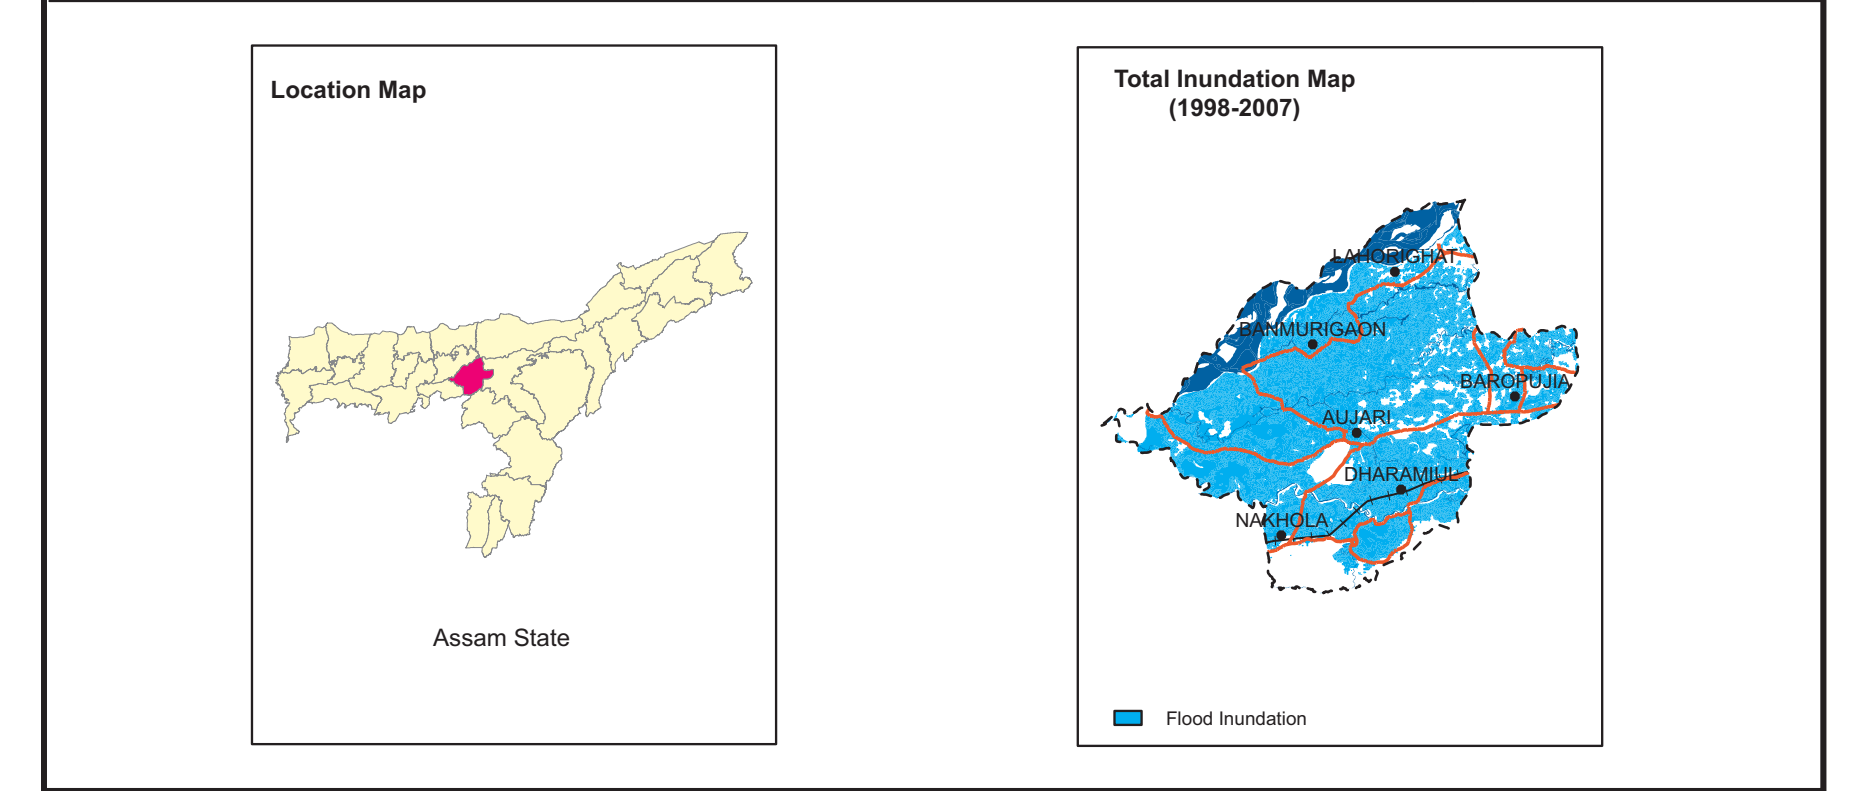 Location Map
Assam State
Total Inundation Map
(1998-2007)
LAHORIGHAT
BANMURIGAON
BAROPUJIA
AUJARI
DHARAMIUL
NAKHOLA
Flood Inundation